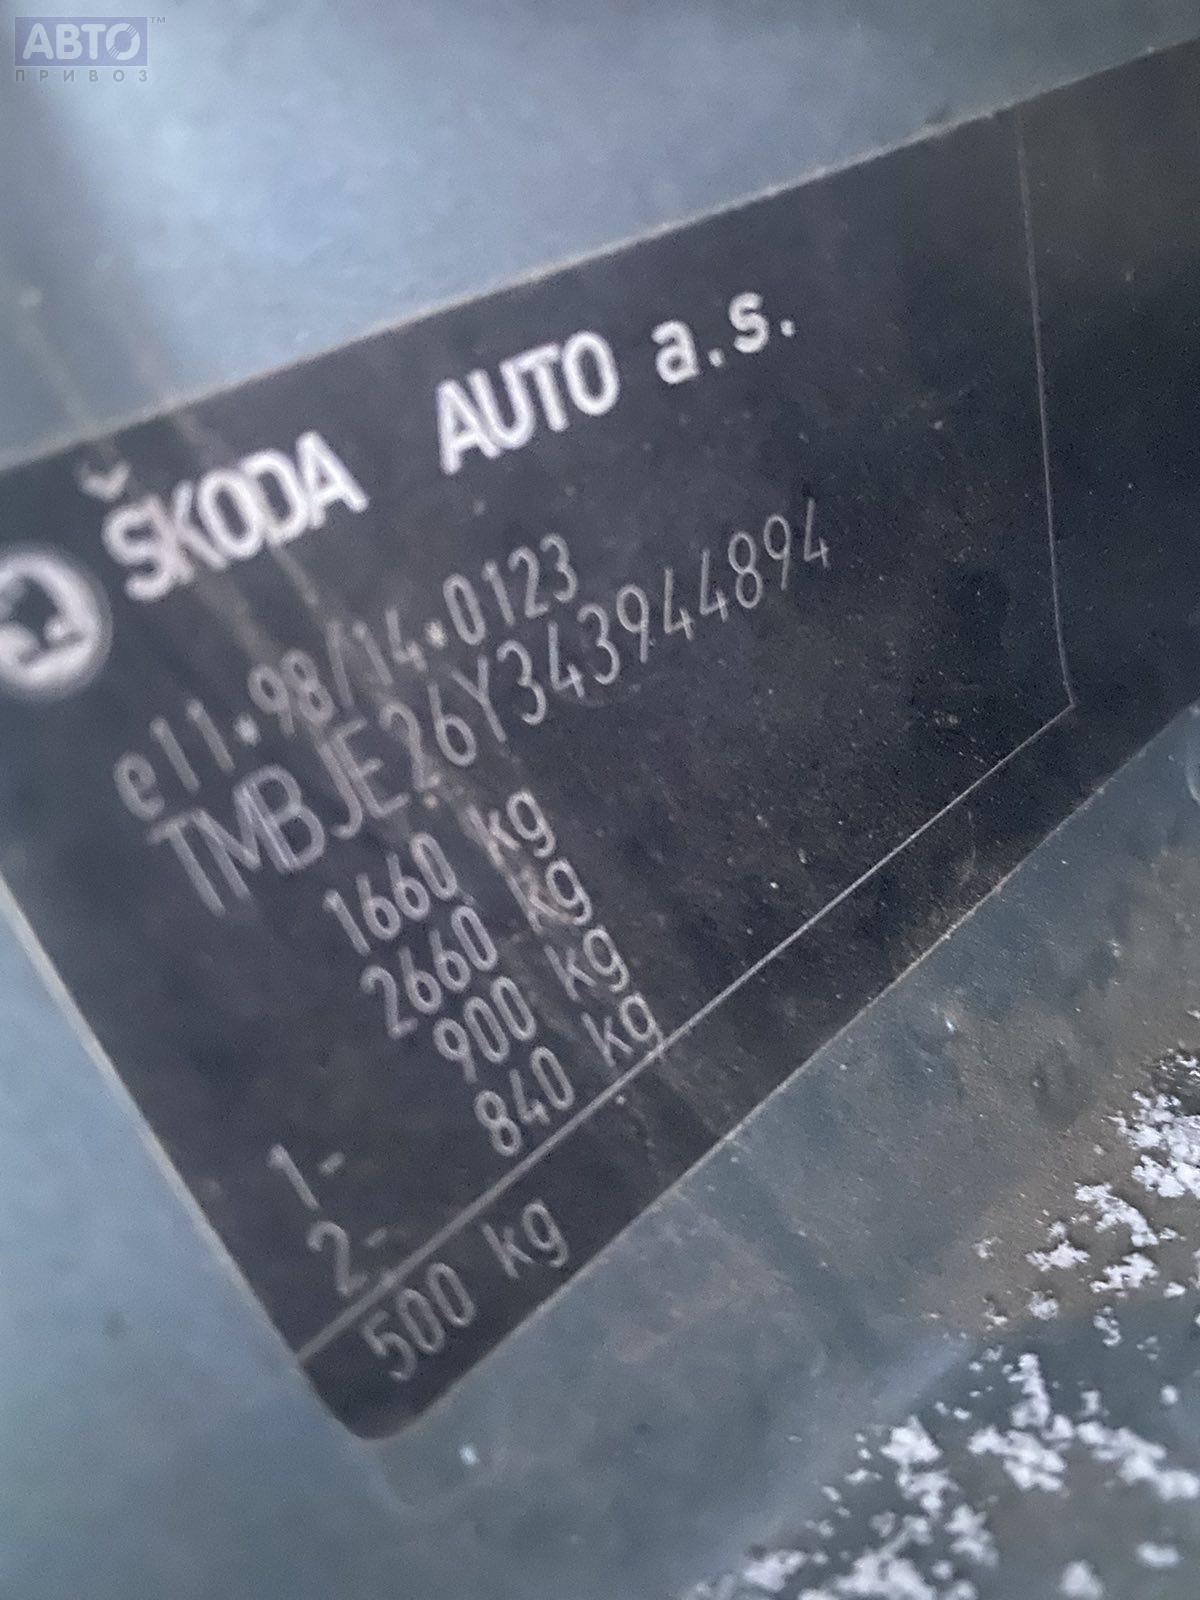 АВТО™
ПРИВОЗ
ŠKODA AUTO a.s.
e11.98/14.0123
TMBJE26Y343944894
1660 kg
2660 kg
1- 900 kg
2- 840 kg
500 kg